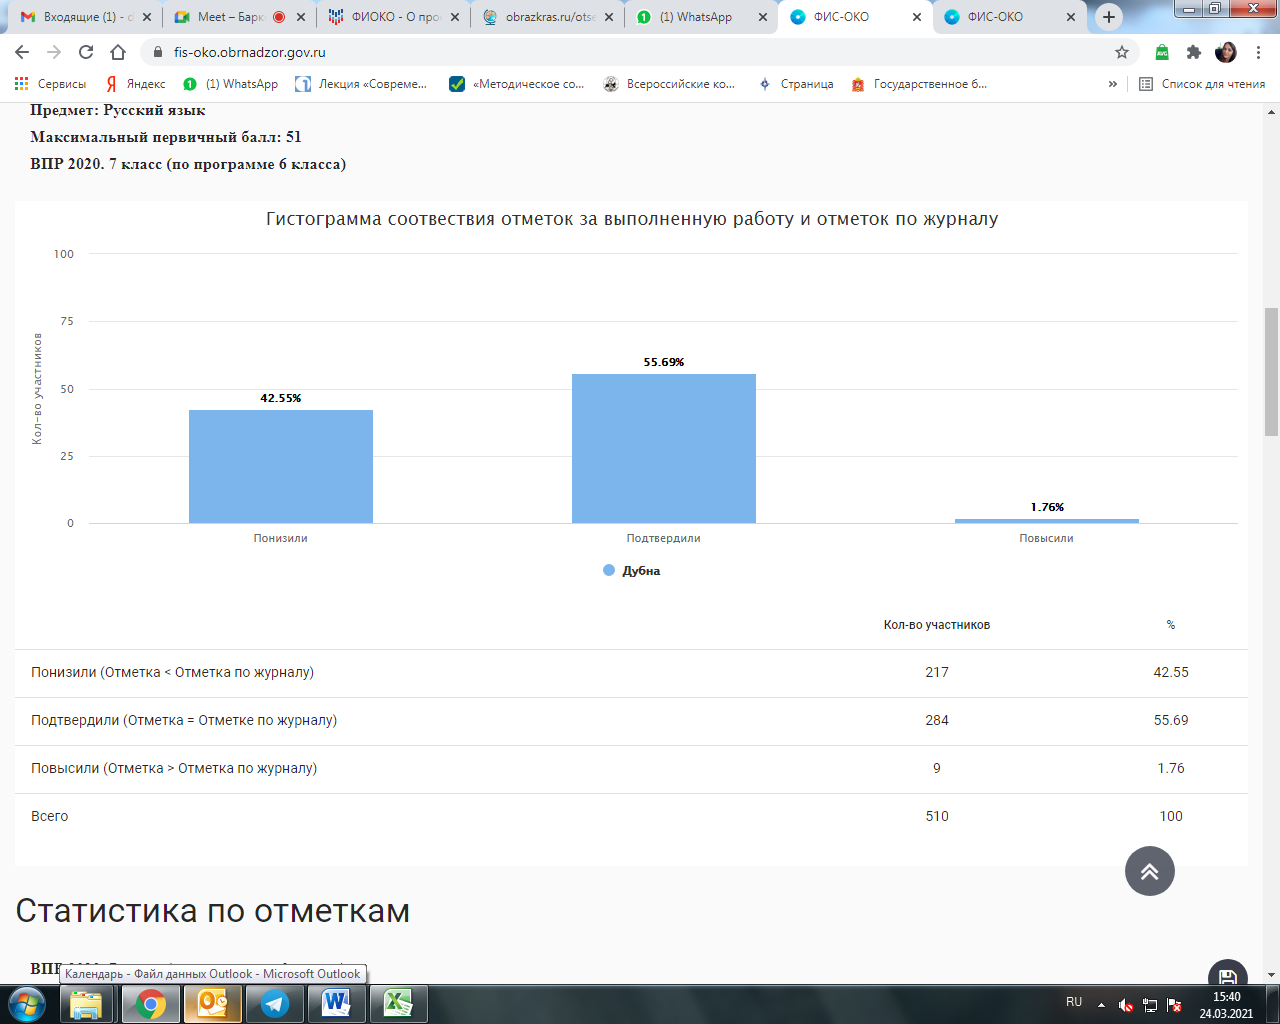 Входящие (1) - d
Meet – Барк
ФИОКО - О про
obrazkras.ru/otse
(1) WhatsApp
ФИС-ОКО
ФИС-ОКО
fis-oko.obrnadzor.gov.ru
Сервисы
Яндекс
(1) WhatsApp
Лекция «Совреме...
«Методическое со...
Всероссийские ко...
Страница
Государственное б...
»
Список для чтения
Предмет: Русский язык
Максимальный первичный балл: 51
ВПР 2020. 7 класс (по программе 6 класса)
Гистограмма соотвествия отметок за выполненную работу и отметок по журналу
Кол-во участников
100
75
50
25
0
42.55%
55.69%
1.76%
Понизили
Подтвердили
Повысили
Дубна
Кол-во участников %
Понизили (Отметка < Отметка по журналу) 217 42.55
Подтвердили (Отметка = Отметке по журналу) 284 55.69
Повысили (Отметка > Отметка по журналу) 9 1.76
Всего 510 100
Статистика по отметкам
ВПР
Календарь - Файл данных Outlook - Microsoft Outlook
RU
15:40
24.03.2021